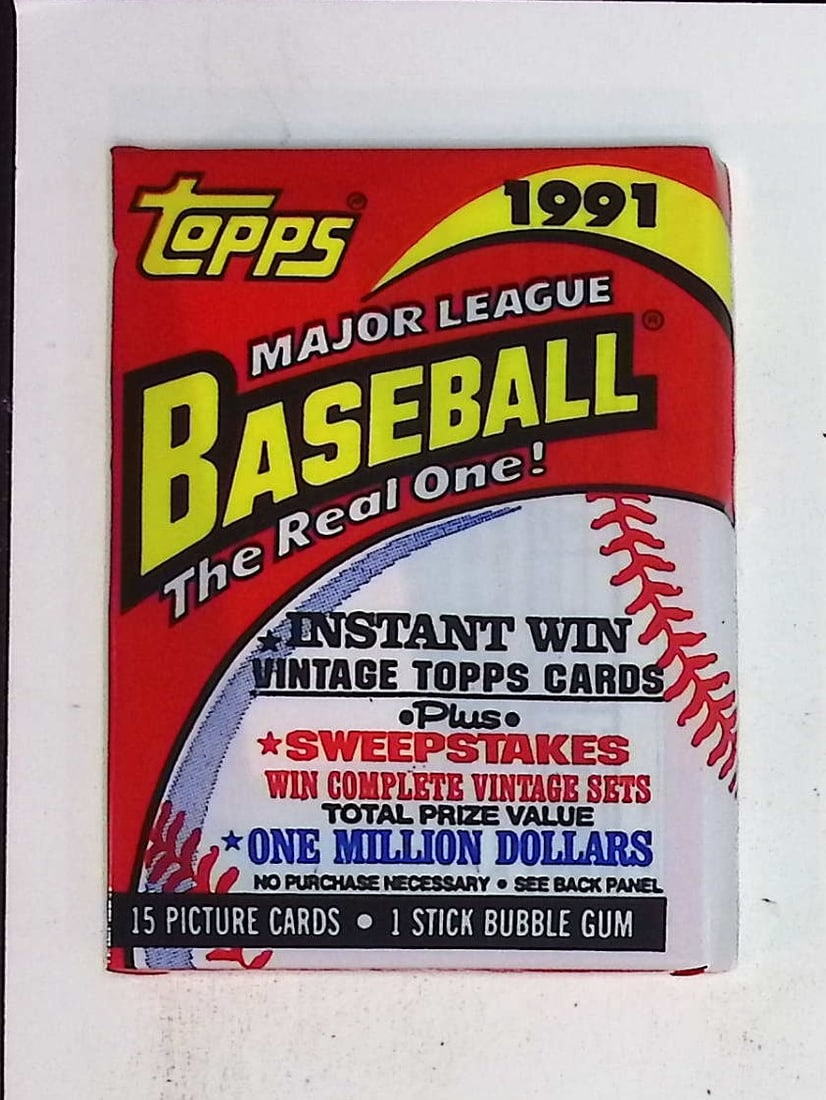 Topps®
1991
MAJOR LEAGUE
BASEBALL®
The Real One!
★INSTANT WIN
VINTAGE TOPPS CARDS
•Plus•
★SWEEPSTAKES
WIN COMPLETE VINTAGE SETS
TOTAL PRIZE VALUE
★ONE MILLION DOLLARS
NO PURCHASE NECESSARY • SEE BACK PANEL
15 PICTURE CARDS • 1 STICK BUBBLE GUM